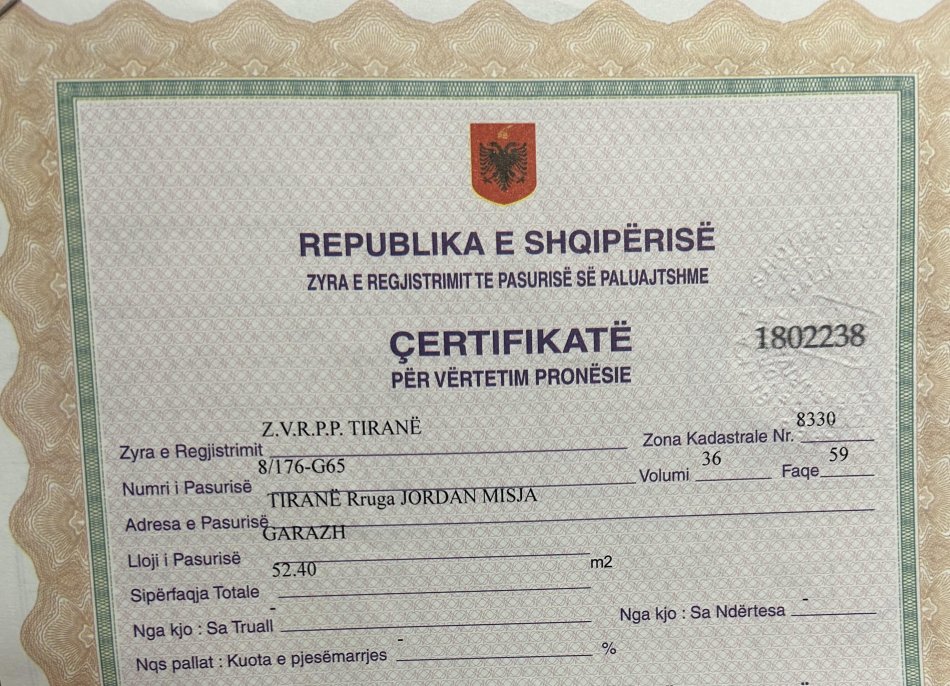 REPUBLIKA E SHQIPËRISË
ZYRA E REGJISTRIMIT TE PASURISË SË PALUAJTSHME
ÇERTIFIKATË
1802238
PËR VËRTETIM PRONËSIE
Zyra e Regjistrimit Z.V.R.P.P. TIRANË Zona Kadastrale Nr. 8330
Numri i Pasurisë 8/176-G65 Volumi 36 Faqe 59
Adresa e Pasurisë TIRANË Rruga JORDAN MISJA
Lloji i Pasurisë GARAZH
Sipërfaqja Totale 52.40 m2
Nga kjo : Sa Truall - Nga kjo : Sa Ndërtesa -
Nqs pallat : Kuota e pjesëmarrjes - %